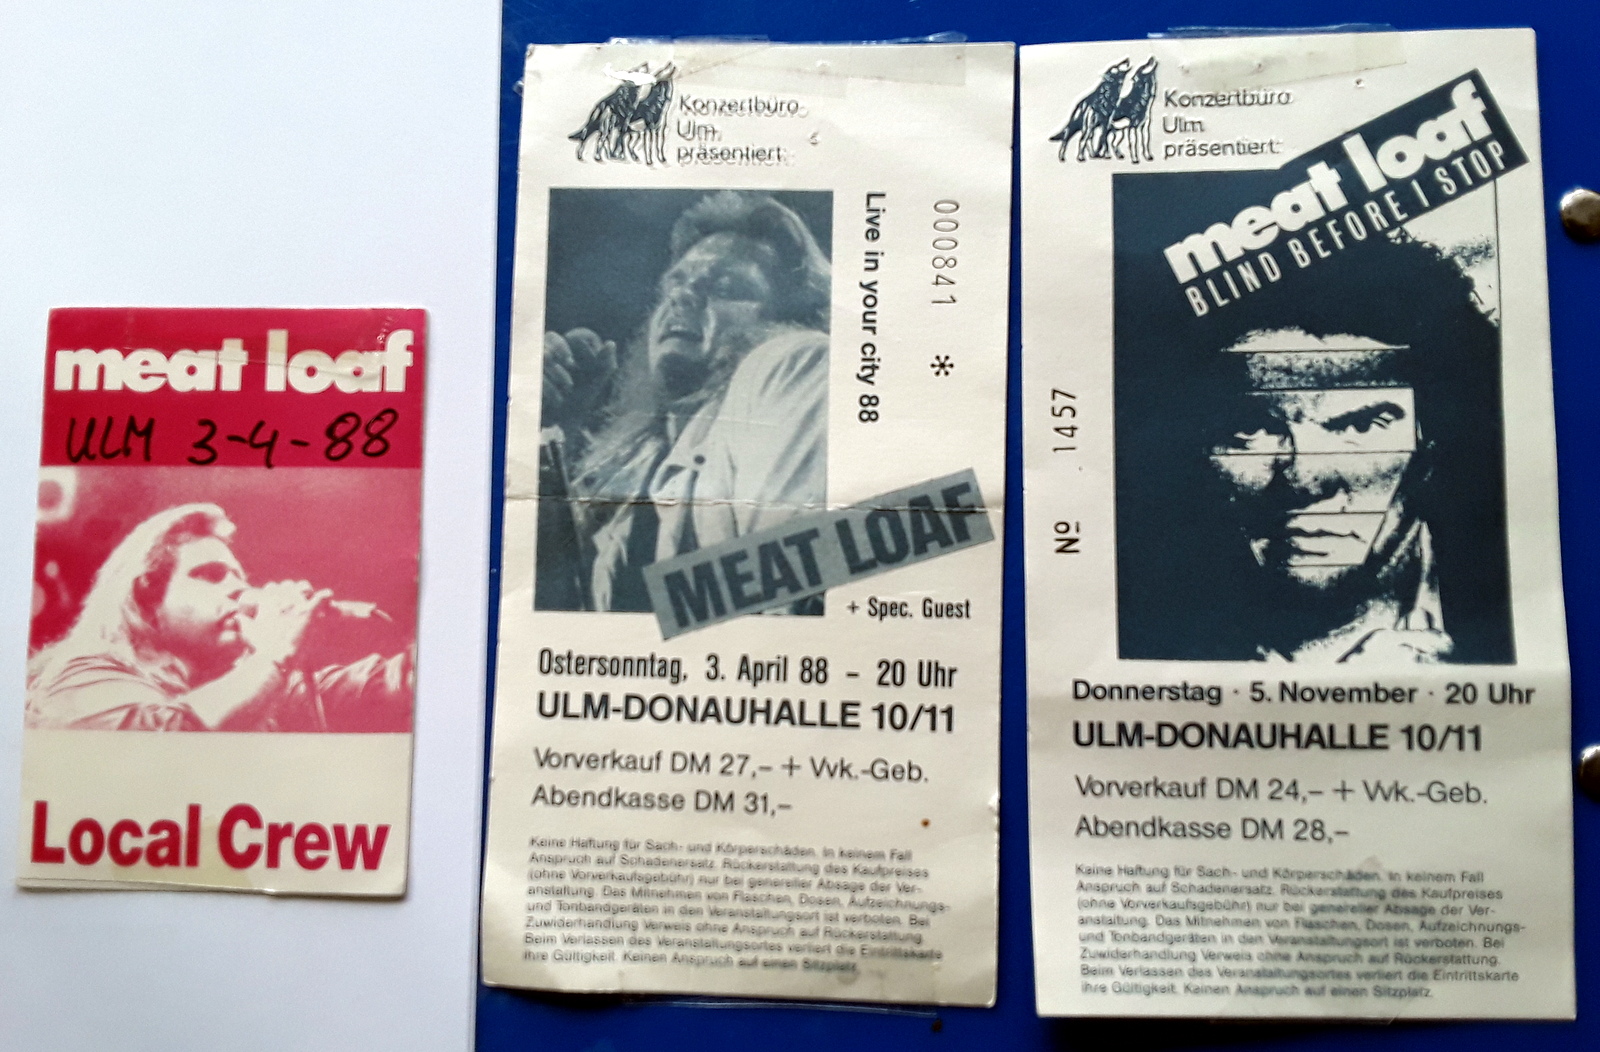 meat loaf
ULM 3-4-88
Local Crew
Konzertbüro
Ulm
präsentiert:
Live in your city 88
000841 *
MEAT LOAF
+ Spec. Guest
Ostersonntag, 3. April 88 – 20 Uhr
ULM-DONAUHALLE 10/11
Vorverkauf DM 27,– + Vvk.-Geb.
Abendkasse DM 31,–
Keine Haftung für Sach- und Körperschäden. In keinem Fall
Anspruch auf Schadenersatz. Rückerstattung des Kaufpreises
(ohne Vorverkaufsgebühr) nur bei genereller Absage der Ver-
anstaltung. Das Mitnehmen von Flaschen, Dosen, Aufzeichnungs-
und Tonbandgeräten in den Veranstaltungsort ist verboten. Bei
Zuwiderhandlung Verweis ohne Anspruch auf Rückerstattung.
Beim Verlassen des Veranstaltungsortes verliert die Eintrittskarte
ihre Gültigkeit. Keinen Anspruch auf einen Sitzplatz.
Konzertbüro
Ulm
präsentiert:
meat loaf
BLIND BEFORE I STOP
Nº 1457
Donnerstag · 5. November · 20 Uhr
ULM-DONAUHALLE 10/11
Vorverkauf DM 24,– + Vvk.-Geb.
Abendkasse DM 28,–
Keine Haftung für Sach- und Körperschäden. In keinem Fall
Anspruch auf Schadenersatz. Rückerstattung des Kaufpreises
(ohne Vorverkaufsgebühr) nur bei genereller Absage der Ver-
anstaltung. Das Mitnehmen von Flaschen, Dosen, Aufzeichnungs-
und Tonbandgeräten in den Veranstaltungsort ist verboten. Bei
Zuwiderhandlung Verweis ohne Anspruch auf Rückerstattung.
Beim Verlassen des Veranstaltungsortes verliert die Eintrittskarte
ihre Gültigkeit. Keinen Anspruch auf einen Sitzplatz.